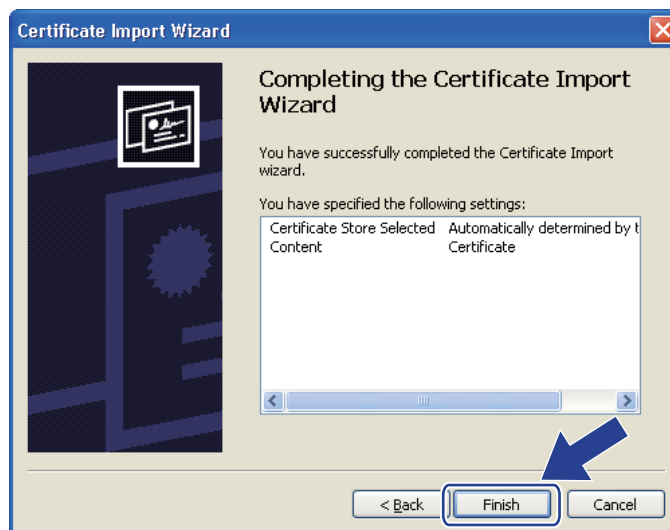 Certificate Import Wizard
Completing the Certificate Import
Wizard
You have successfully completed the Certificate Import
wizard.
You have specified the following settings:
Certificate Store Selected Automatically determined by t
Content Certificate
< Back Finish Cancel